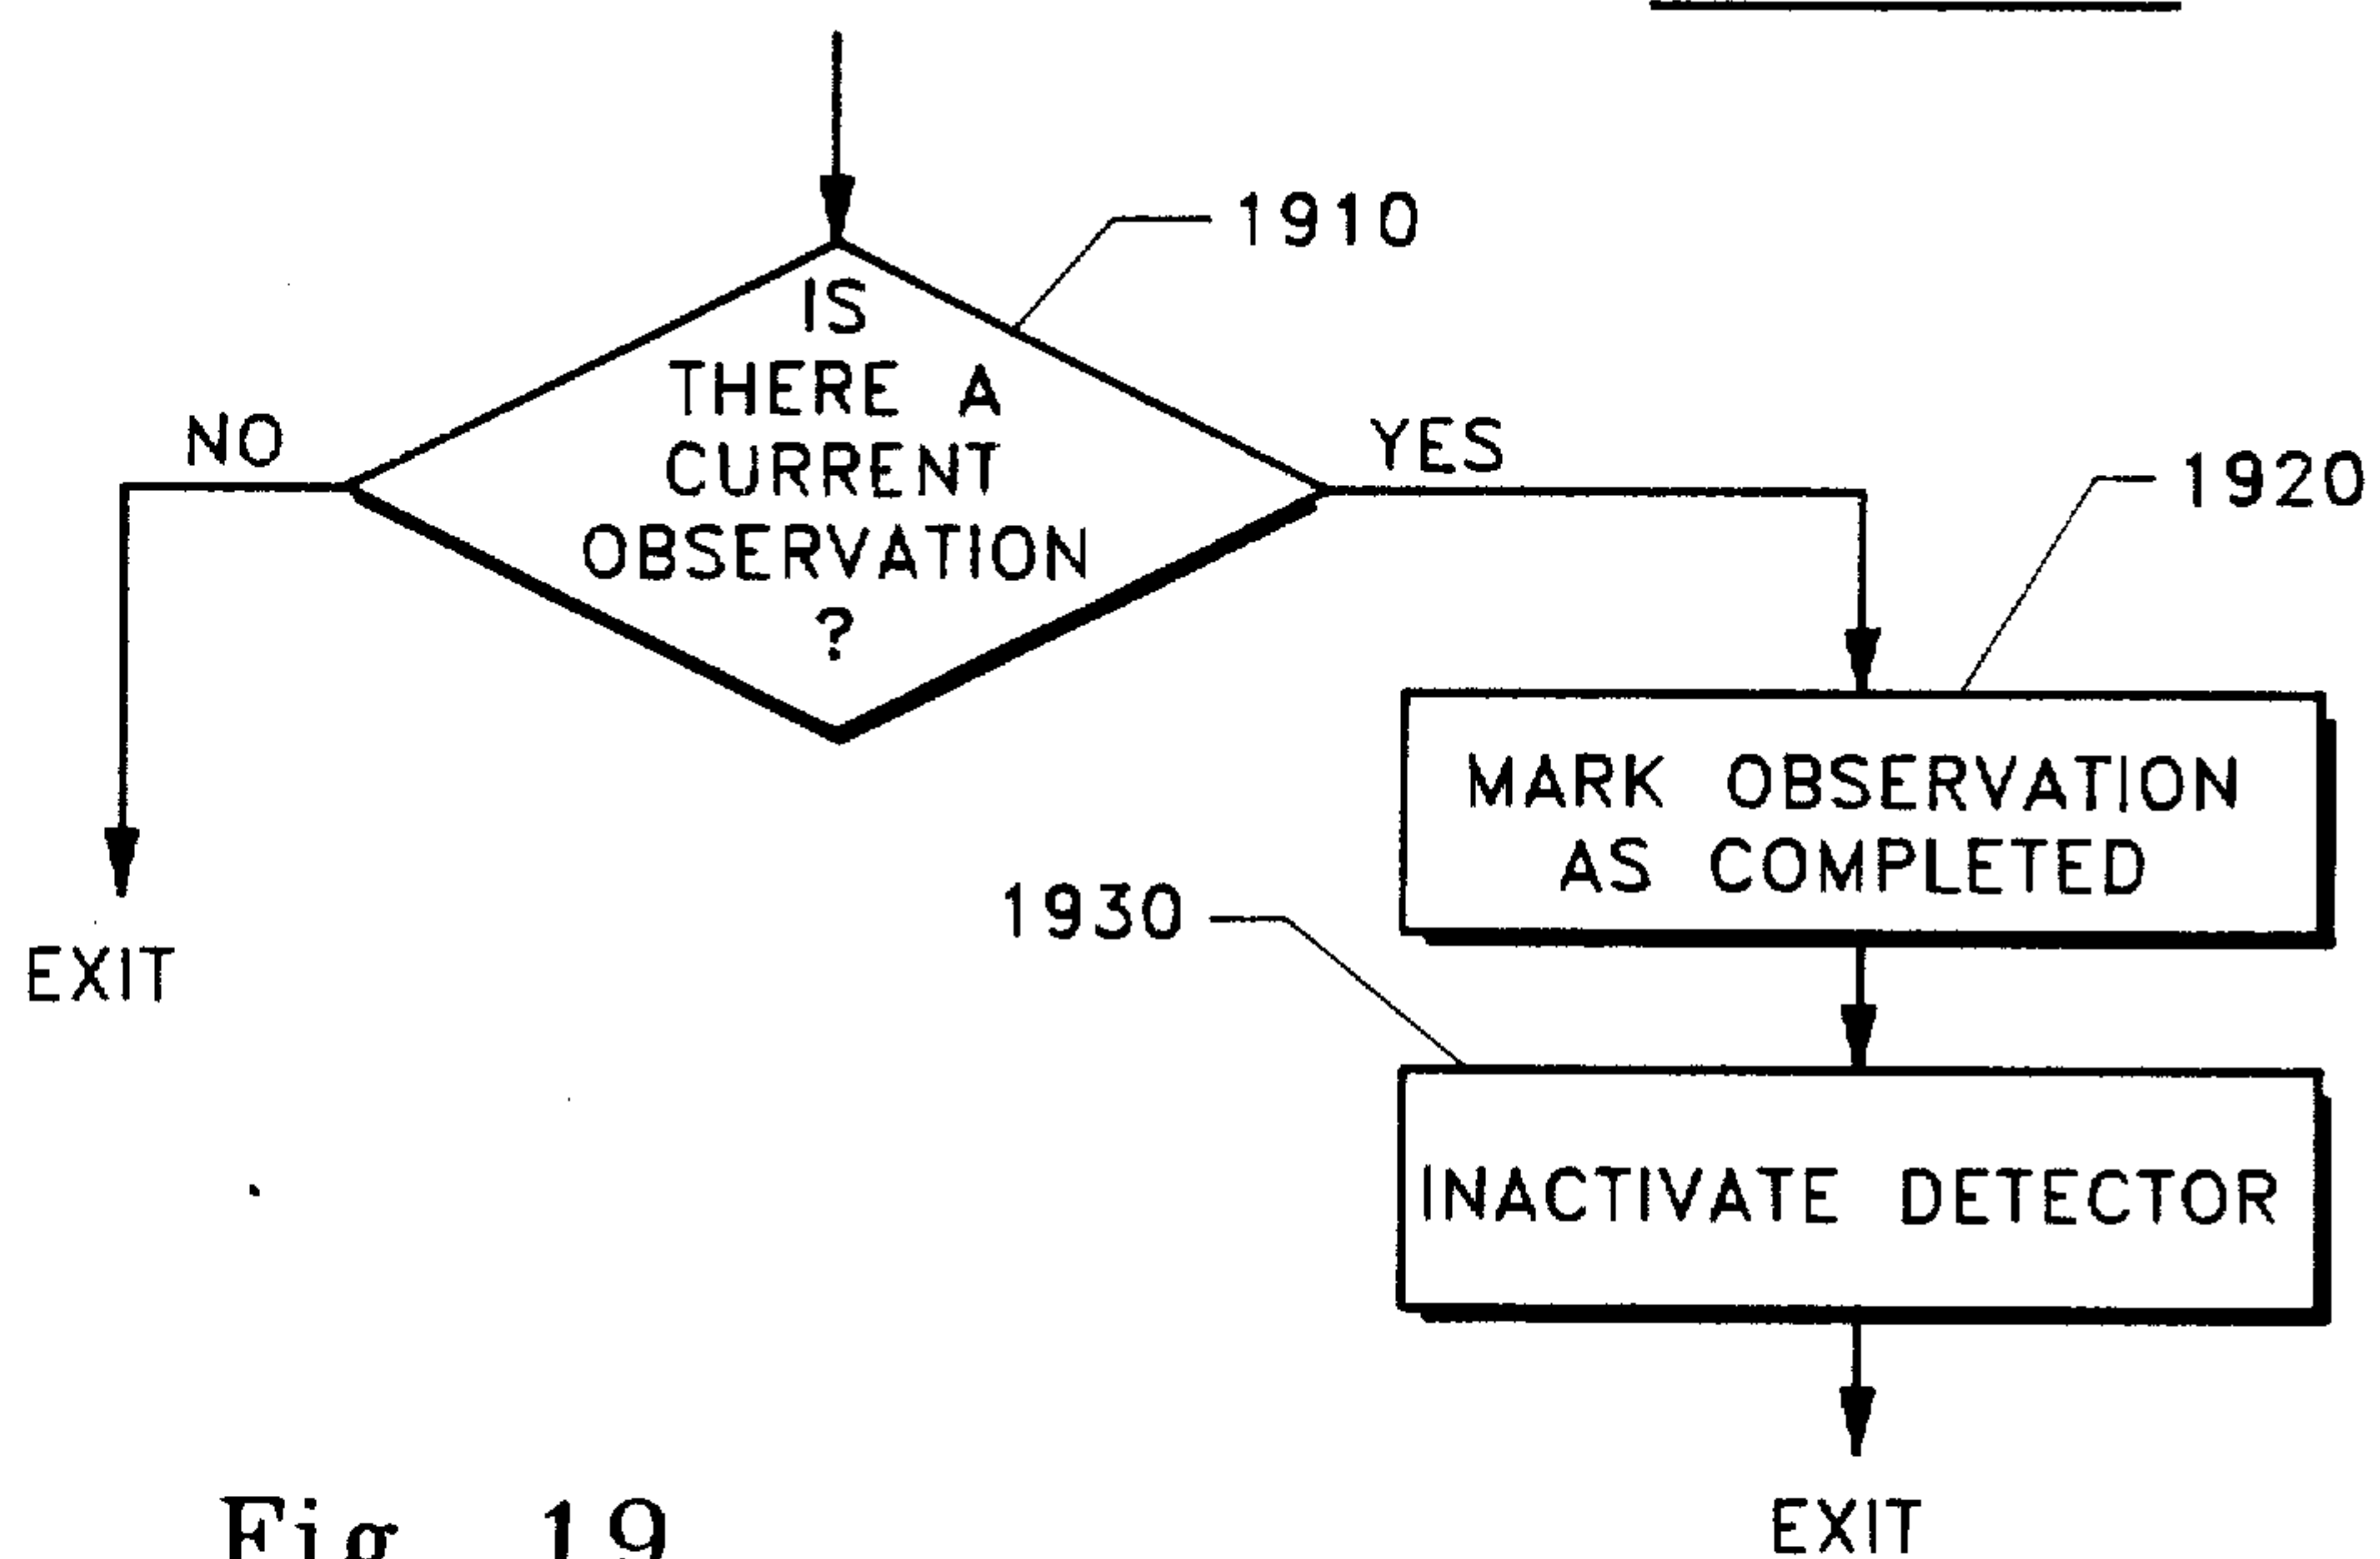 1910
IS
THERE A
CURRENT
OBSERVATION
?
NO
YES
1920
MARK OBSERVATION
AS COMPLETED
1930
EXIT
INACTIVATE DETECTOR
EXIT
Fig 19